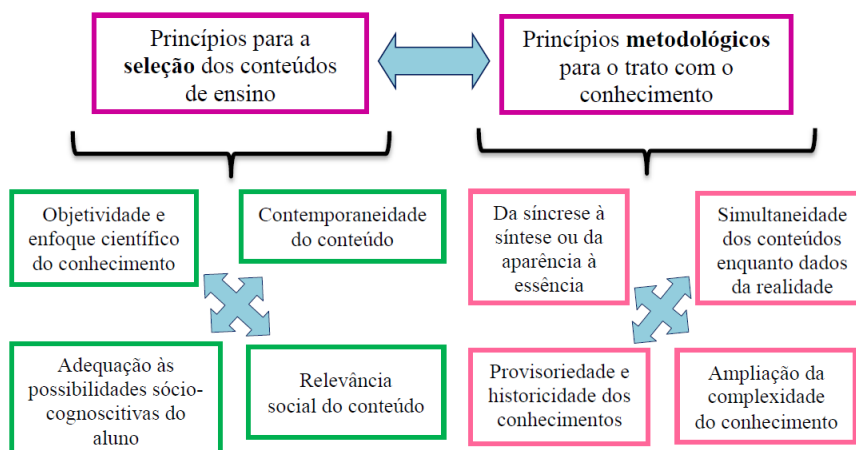 Princípios para a
seleção dos conteúdos
de ensino
Princípios metodológicos
para o trato com o
conhecimento
Objetividade e
enfoque científico
do conhecimento
Contemporaneidade
do conteúdo
Da síncrese à
síntese ou da
aparência à
essência
Simultaneidade
dos conteúdos
enquanto dados
da realidade
Adequação às
possibilidades sócio-
cognoscitivas do
aluno
Relevância
social do conteúdo
Provisoriedade e
historicidade dos
conhecimentos
Ampliação da
complexidade
do conhecimento